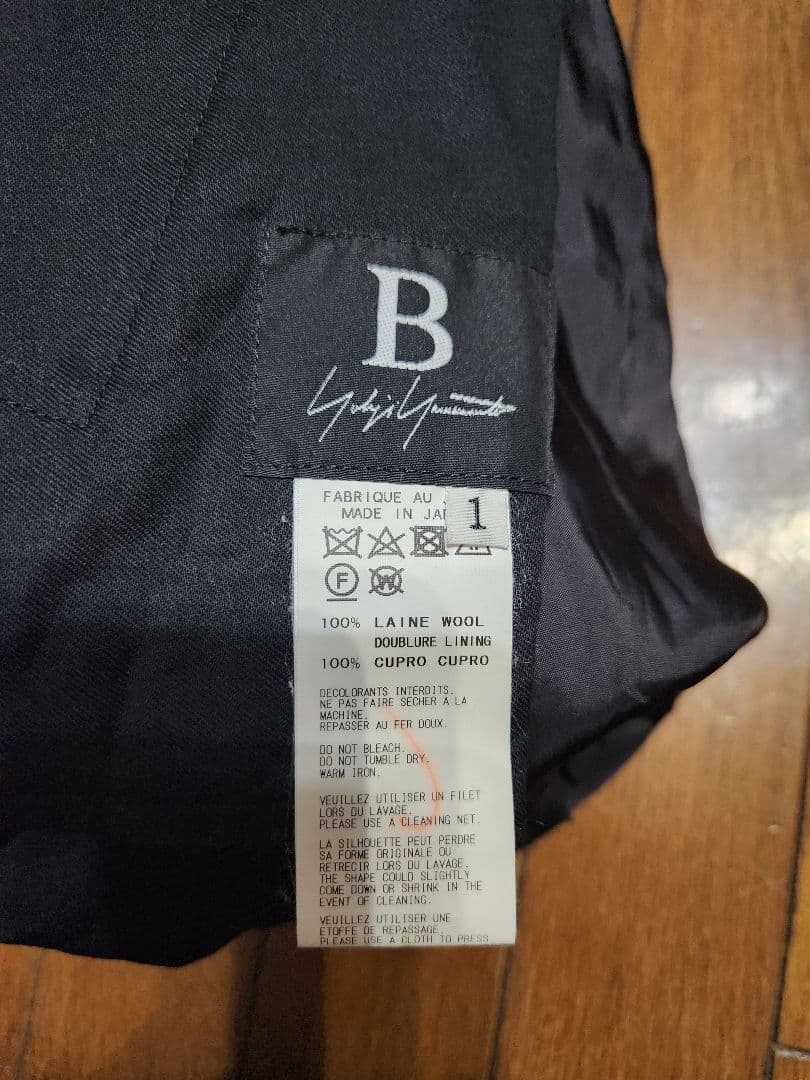 B
Yohji Yamamoto
FABRIQUE AU
1
MADE IN JA
F
W
100% LAINE WOOL
DOUBLURE LINING
100% CUPRO CUPRO
DECOLORANTS INTERDITS.
NE PAS FAIRE SECHER A LA
MACHINE.
REPASSER AU FER DOUX.
DO NOT BLEACH.
DO NOT TUMBLE DRY.
WARM IRON.
VEUILLEZ UTILISER UN FILET
LORS DU LAVAGE.
PLEASE USE A CLEANING NET.
LA SILHOUETTE PEUT PERDRE
SA FORME ORIGINALE OU
RETRECIR LORS DU LAVAGE.
THE SHAPE COULD SLIGHTLY
COME DOWN OR SHRINK IN THE
EVENT OF CLEANING.
VEUILLEZ UTILISER UNE
ETOFFE DE REPASSAGE.
PLEASE USE A CLOTH TO PRESS